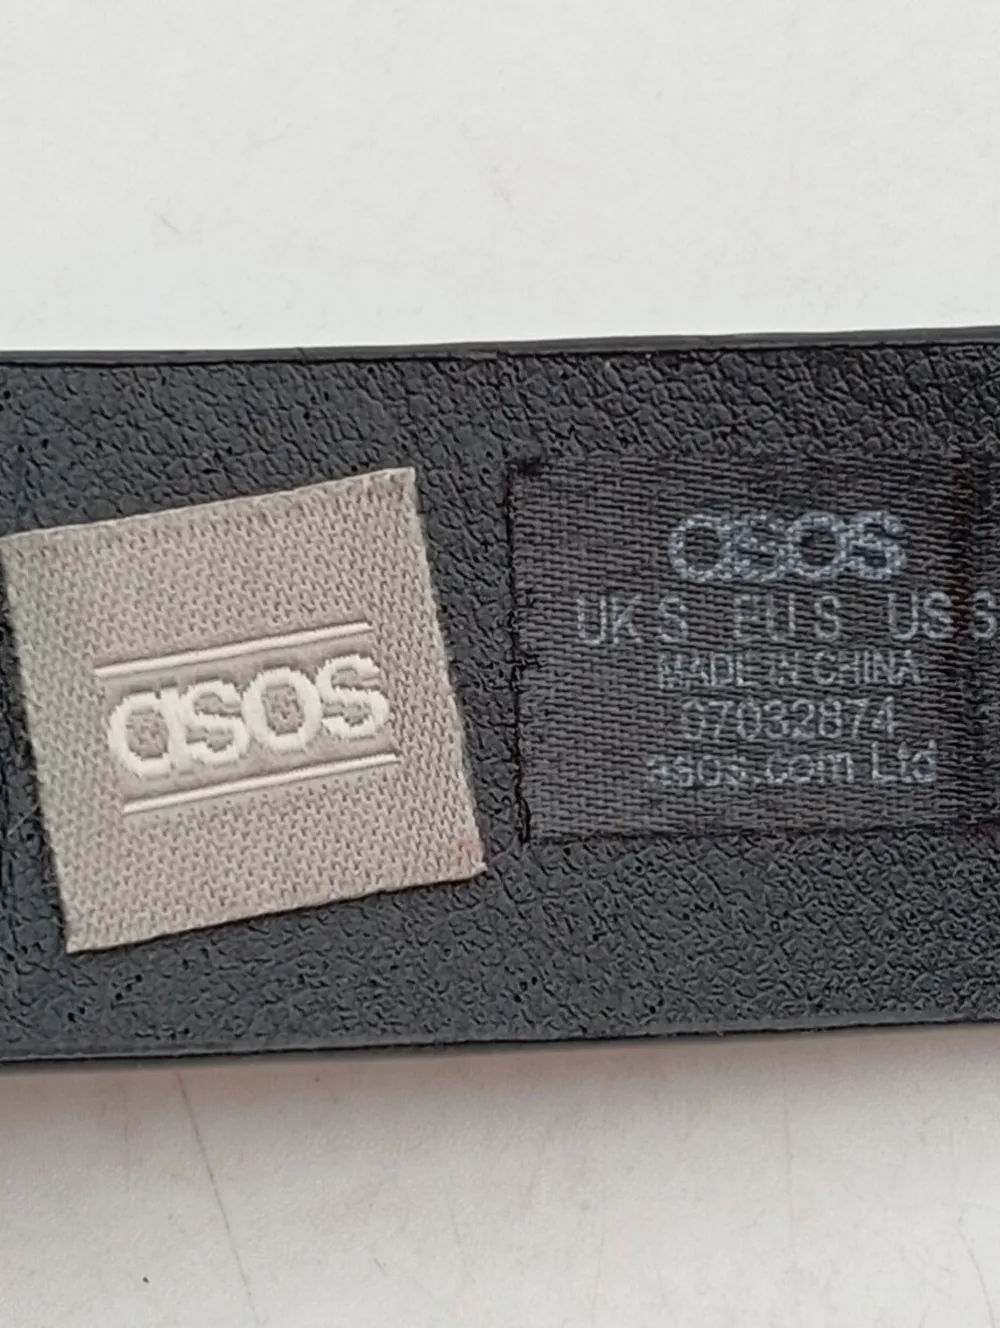 asos
asos
UK S EU S US S
MADE IN CHINA
07032874
asos.com Ltd